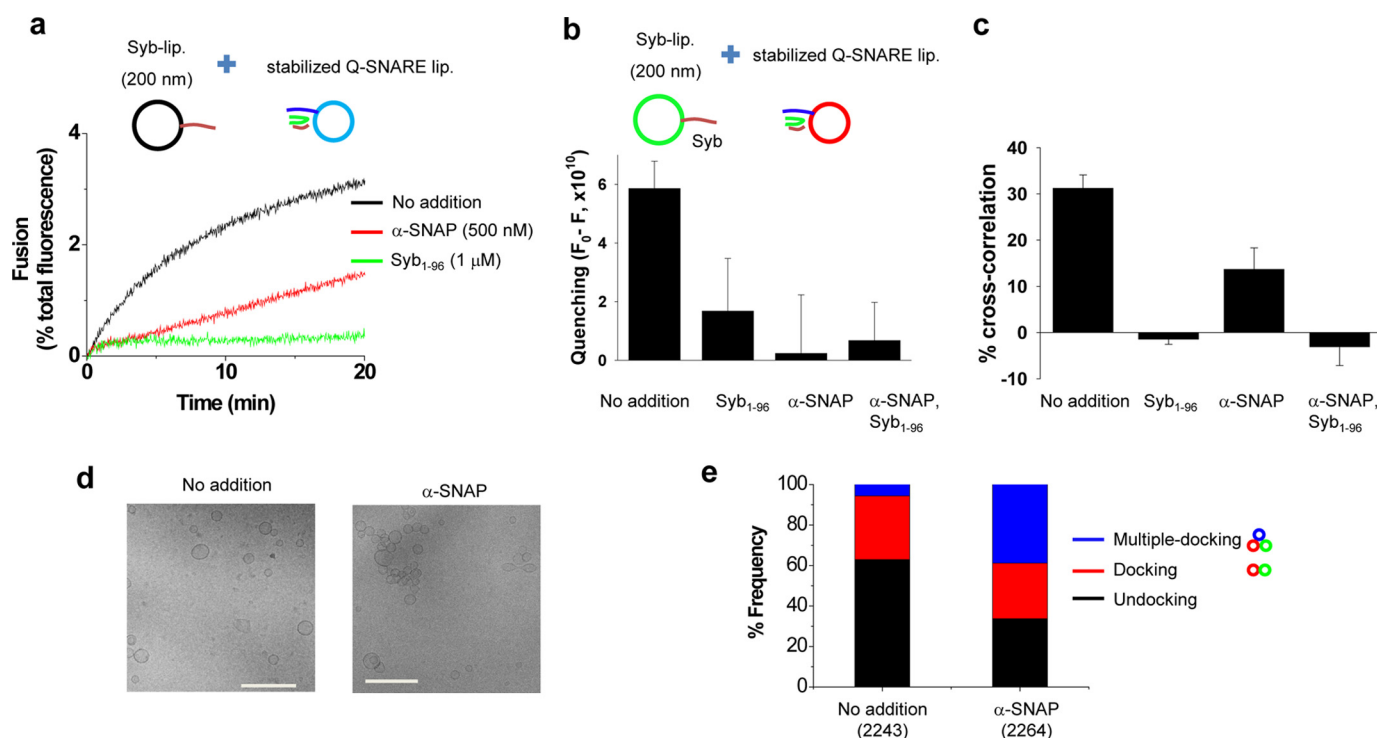 a
Syb-lip.
(200 nm)
+
stabilized Q-SNARE lip.
Fusion
(% total fluorescence)
4
2
0
0
10
20
Time (min)
No addition
α-SNAP (500 nM)
Syb1-96 (1 μM)
b
Syb-lip.
(200 nm)
+
stabilized Q-SNARE lip.
Syb
Quenching (F0- F, x10^10)
6
4
2
0
No addition
Syb1-96
α-SNAP
α-SNAP,
Syb1-96
c
% cross-correlation
40
30
20
10
0
-10
No addition
Syb1-96
α-SNAP
α-SNAP,
Syb1-96
d
No addition
α-SNAP
e
% Frequency
100
80
60
40
20
0
No addition
(2243)
α-SNAP
(2264)
Multiple-docking
Docking
Undocking